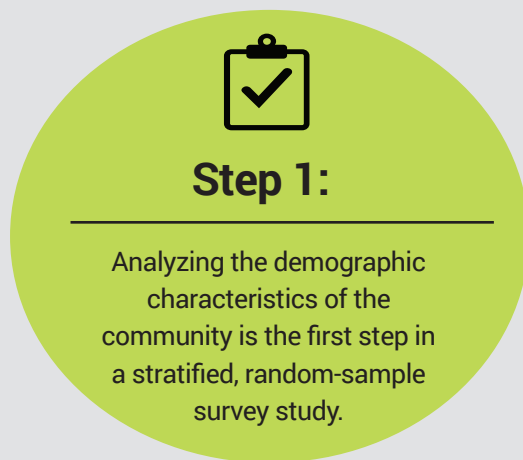 Step 1:
Analyzing the demographic
characteristics of the
community is the first step in
a stratified, random-sample
survey study.